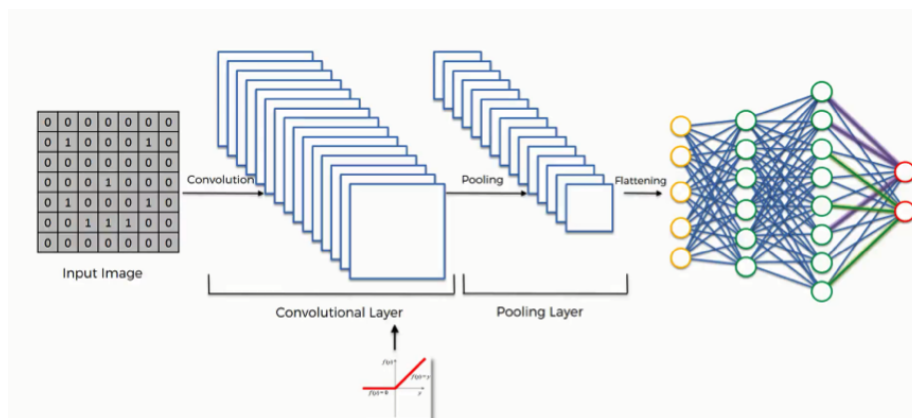 0 0 0 0 0 0 0
0 1 0 0 0 1 0
0 0 0 0 0 0 0
0 0 0 1 0 0 0
0 1 0 0 0 1 0
0 0 1 1 1 0 0
0 0 0 0 0 0 0
Input Image
Convolution
Pooling
Flattening
Convolutional Layer
Pooling Layer
f(y)
f(y)=y
f(y)=0
y